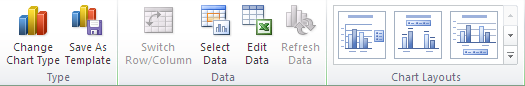 Change
Chart Type
Save As
Template
Switch
Row/Column
Select
Data
Edit
Data
Refresh
Data
Type
Data
Chart Layouts